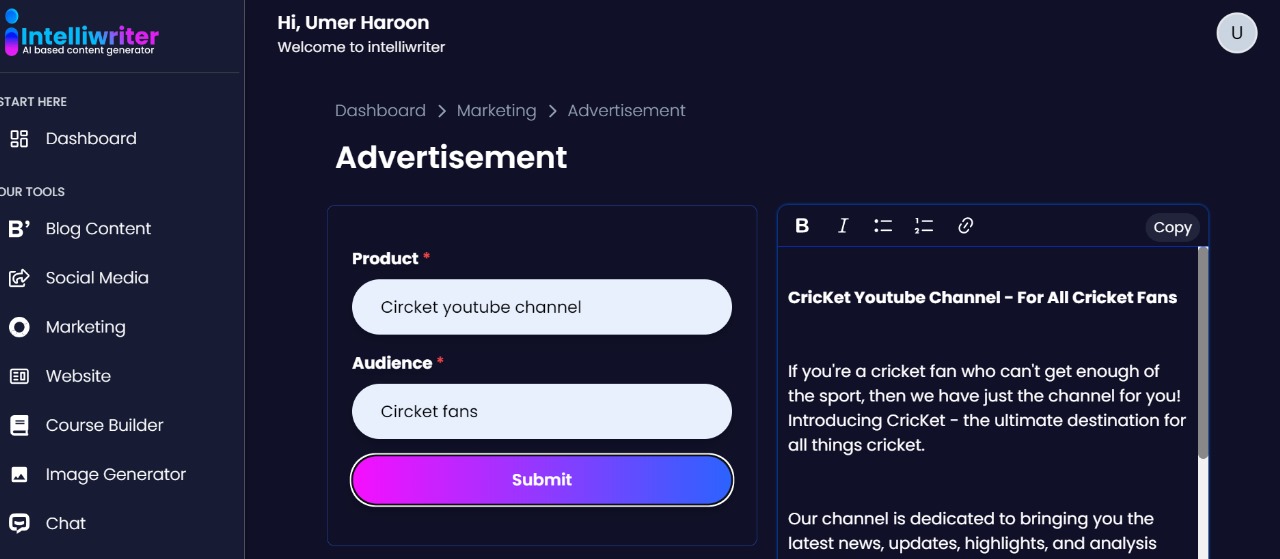 Intelliwriter
AI based content generator
START HERE
Dashboard
OUR TOOLS
B’ Blog Content
Social Media
Marketing
Website
Course Builder
Image Generator
Chat
Hi, Umer Haroon
Welcome to intelliwriter
U
Dashboard > Marketing > Advertisement
Advertisement
Product *
Circket youtube channel
Audience *
Circket fans
Submit
B I Copy
CricKet Youtube Channel - For All Cricket Fans
If you're a cricket fan who can't get enough of
the sport, then we have just the channel for you!
Introducing CricKet - the ultimate destination for
all things cricket.
Our channel is dedicated to bringing you the
latest news, updates, highlights, and analysis